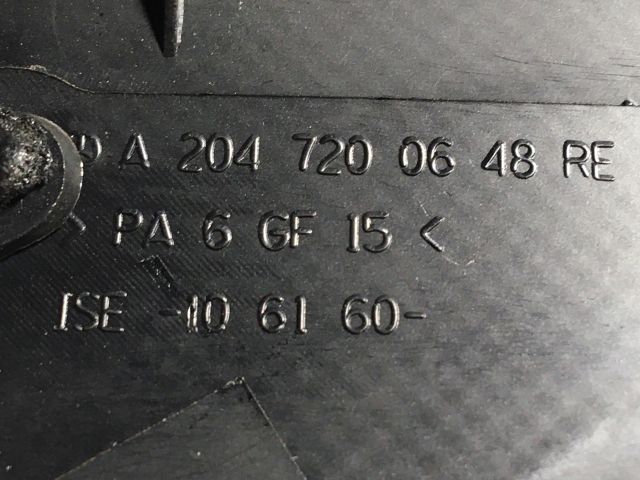 A 204 720 06 48 RE
> PA 6 GF 15 <
ISE -10 61 60-